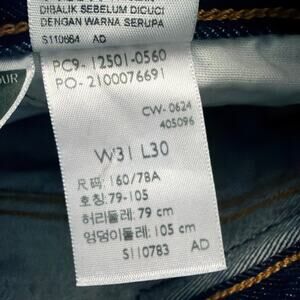 DIBALIK SEBELUM DICUCI
DENGAN WARNA SERUPA
S110684 AD
OUR
PC9- 12501-0560
PO- 2100076691
CW-0624
405096
W31 L30
尺码: 160/78A
호칭: 79-105
허리둘레: 79 cm
엉덩이둘레: 105 cm
S110783 AD